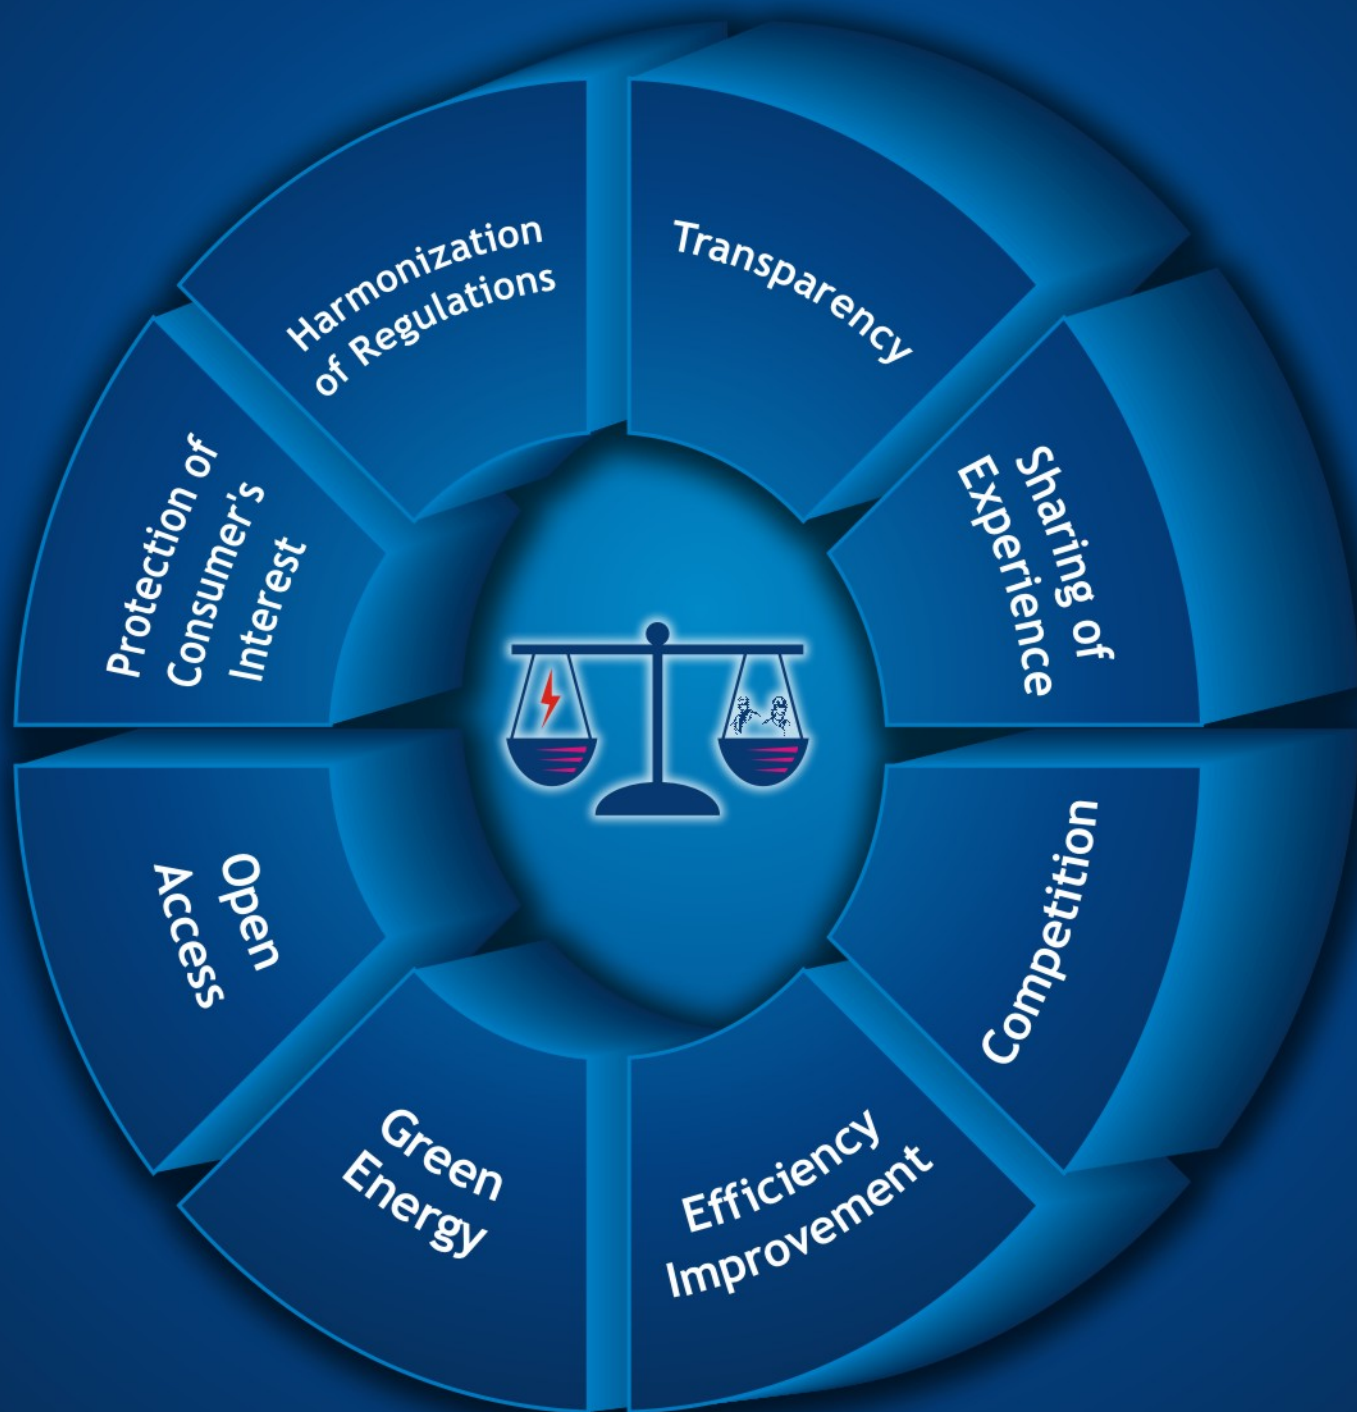 Harmonization
of Regulations
Transparency
Sharing of
Experience
Competition
Efficiency
Improvement
Green
Energy
Open
Access
Protection of
Consumer's
Interest